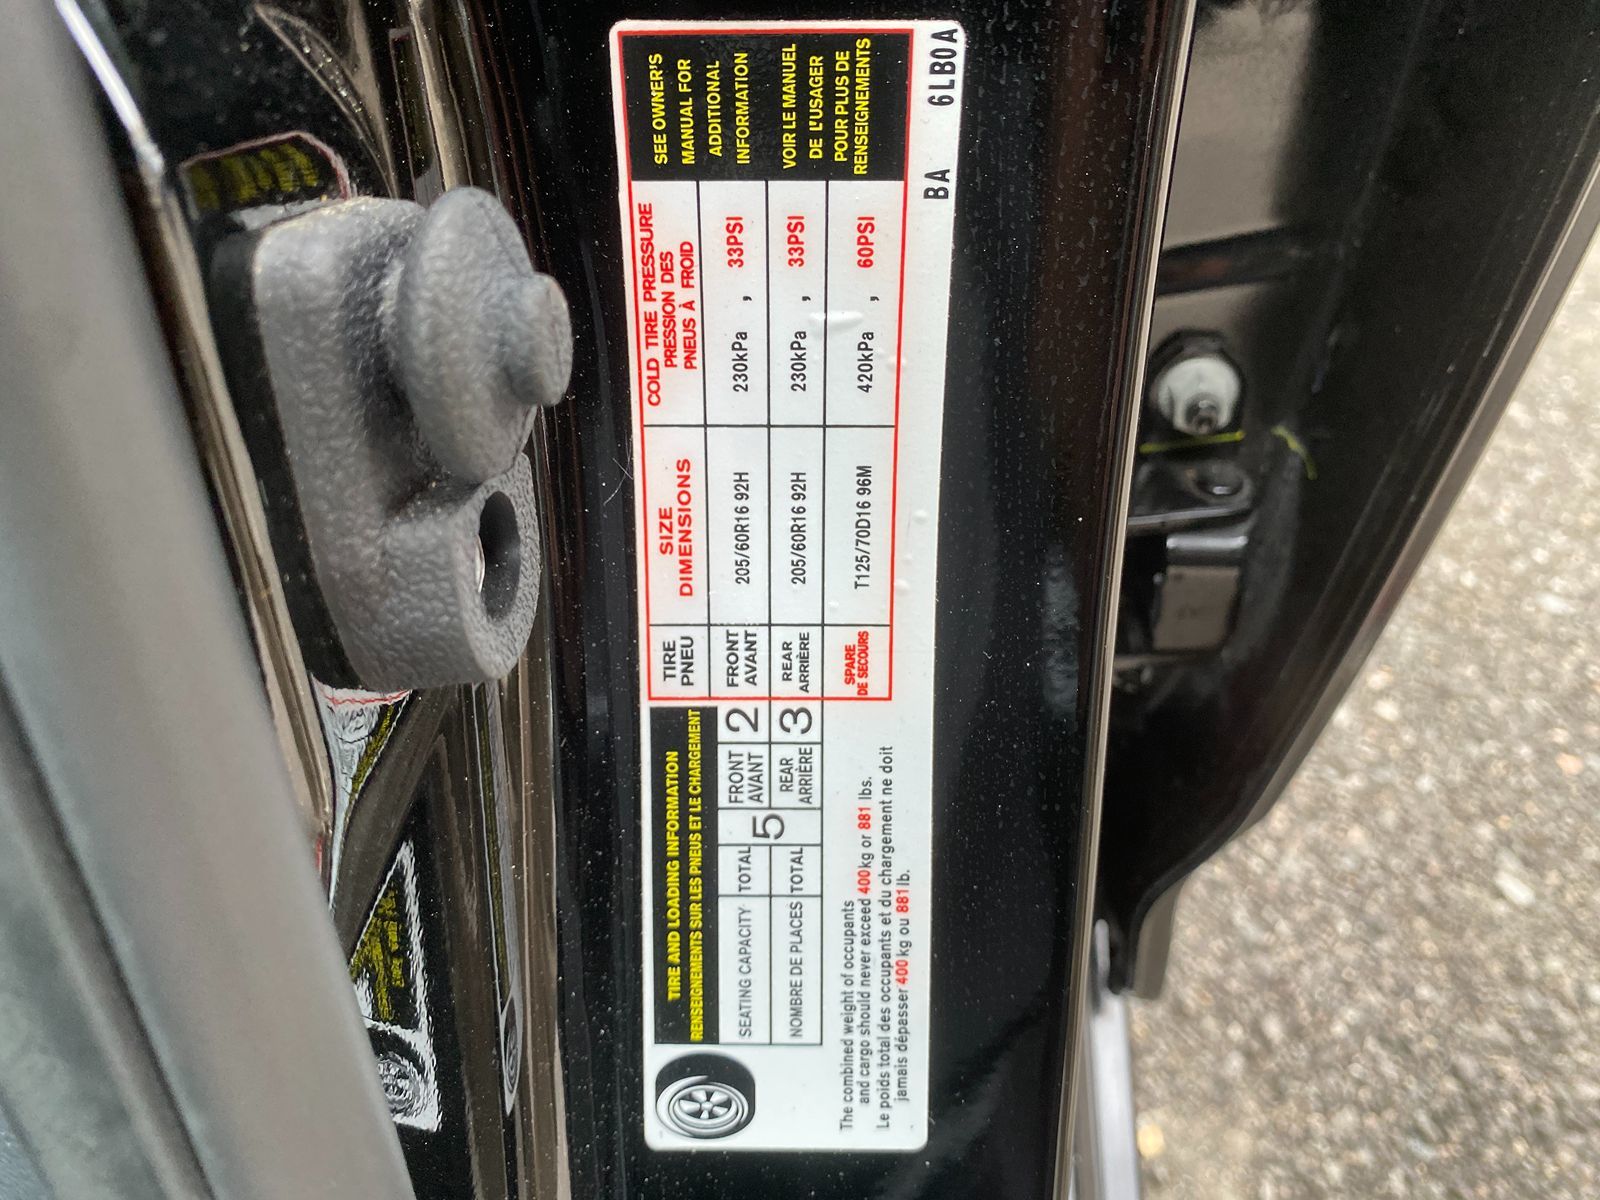 TIRE AND LOADING INFORMATION
RENSEIGNEMENTS SUR LES PNEUS ET LE CHARGEMENT
SEATING CAPACITY TOTAL
NOMBRE DE PLACES TOTAL
5
FRONT
AVANT
2
REAR
ARRIÈRE
3
The combined weight of occupants
and cargo should never exceed 400 kg or 881 lbs.
Le poids total des occupants et du chargement ne doit
jamais dépasser 400 kg ou 881 lb.
TIRE
PNEU
SIZE
DIMENSIONS
COLD TIRE PRESSURE
PRESSION DES
PNEUS À FROID
FRONT
AVANT
205/60R16 92H
230kPa , 33PSI
REAR
ARRIÈRE
205/60R16 92H
230kPa , 33PSI
SPARE
DE SECOURS
T125/70D16 96M
420kPa , 60PSI
SEE OWNER'S
MANUAL FOR
ADDITIONAL
INFORMATION
VOIR LE MANUEL
DE L'USAGER
POUR PLUS DE
RENSEIGNEMENTS
BA 6LB0A